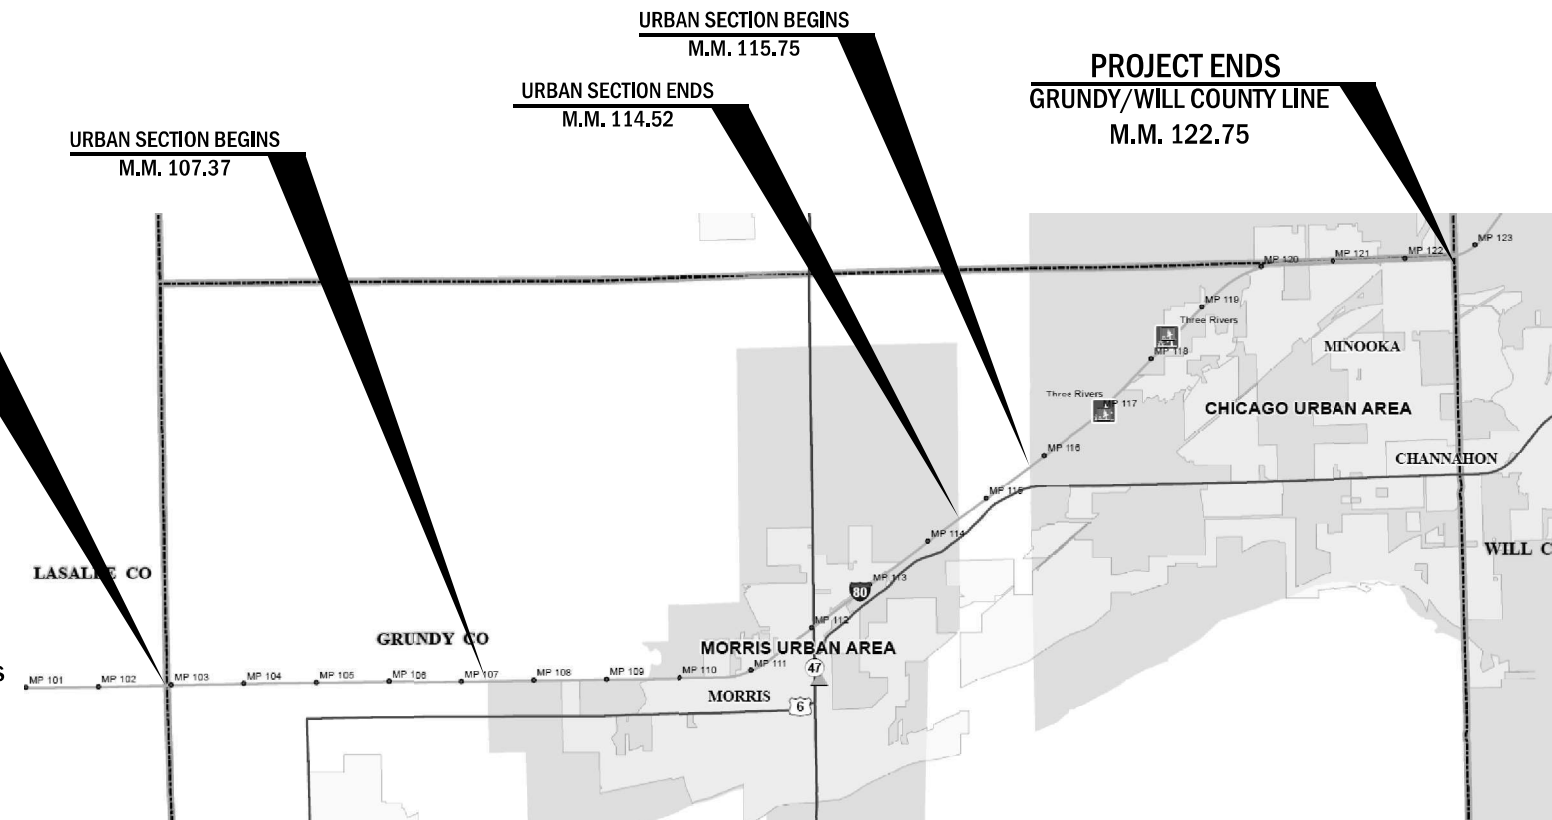 URBAN SECTION BEGINS
M.M. 115.75
PROJECT ENDS
GRUNDY/WILL COUNTY LINE
M.M. 122.75
URBAN SECTION ENDS
M.M. 114.52
URBAN SECTION BEGINS
M.M. 107.37
MP 123
MP 122
MP 121
MP 120
MP 119
Three Rivers
MP 118
MINOOKA
Three Rivers
MP 117
CHICAGO URBAN AREA
MP 116
CHANNAHON
MP 115
MP 114
WILL C
LASALLE CO
MP 113
80
MP 112
GRUNDY CO
MORRIS URBAN AREA
MP 111
47
S
MP 101
MP 102
MP 103
MP 104
MP 105
MP 106
MP 107
MP 108
MP 109
MP 110
MORRIS
6